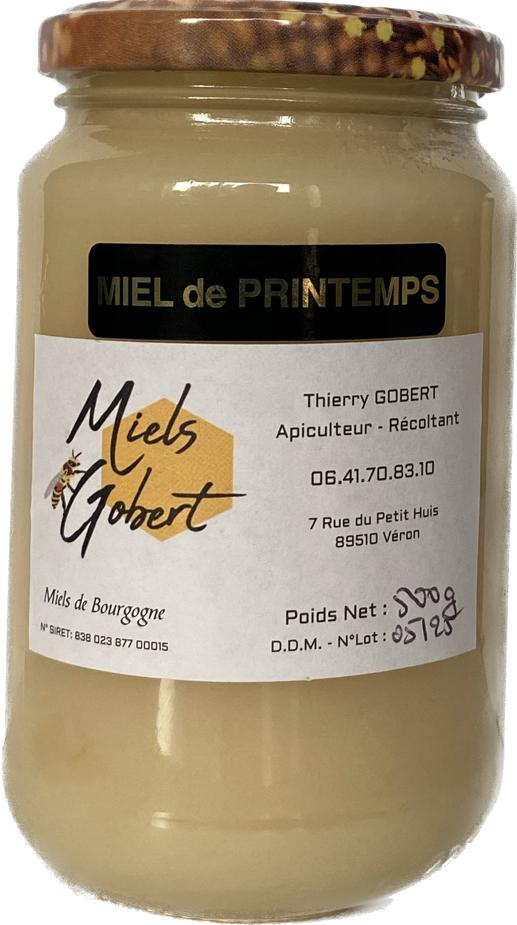 MIEL de PRINTEMPS
Miels
Gobert
Miels de Bourgogne
N° SIRET: 838 023 877 00015
Thierry GOBERT
Apiculteur - Récoltant
06.41.70.83.10
7 Rue du Petit Huis
89510 Véron
Poids Net : 500g
D.D.M. - N°Lot : 05/25